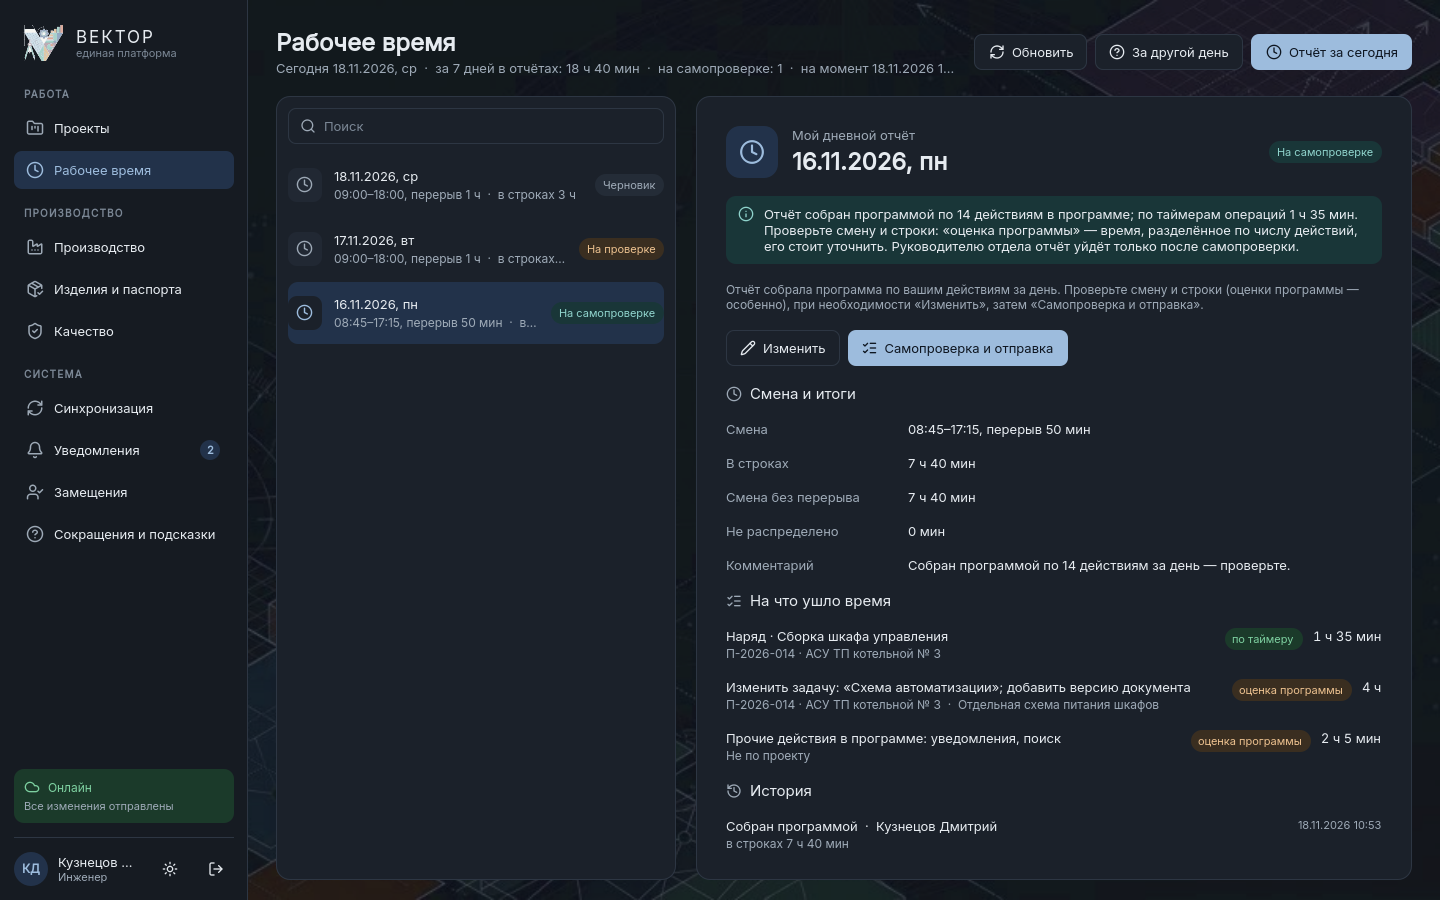 ВЕКТОР
единая платформа
РАБОТА
Проекты
Рабочее время
ПРОИЗВОДСТВО
Производство
Изделия и паспорта
Качество
СИСТЕМА
Синхронизация
Уведомления 2
Замещения
Сокращения и подсказки
Онлайн
Все изменения отправлены
КД
Кузнецов ...
Инженер
Рабочее время
Сегодня 18.11.2026, ср · за 7 дней в отчётах: 18 ч 40 мин · на самопроверке: 1 · на момент 18.11.2026 1...
Обновить
За другой день
Отчёт за сегодня
Поиск
18.11.2026, ср
09:00–18:00, перерыв 1 ч · в строках 3 ч
Черновик
17.11.2026, вт
09:00–18:00, перерыв 1 ч · в строках...
На проверке
16.11.2026, пн
08:45–17:15, перерыв 50 мин · в...
На самопроверке
Мой дневной отчёт
16.11.2026, пн
На самопроверке
Отчёт собран программой по 14 действиям в программе; по таймерам операций 1 ч 35 мин.
Проверьте смену и строки: «оценка программы» — время, разделённое по числу действий,
его стоит уточнить. Руководителю отдела отчёт уйдёт только после самопроверки.
Отчёт собрала программа по вашим действиям за день. Проверьте смену и строки (оценки программы —
особенно), при необходимости «Изменить», затем «Самопроверка и отправка».
Изменить
Самопроверка и отправка
Смена и итоги
Смена 08:45–17:15, перерыв 50 мин
В строках 7 ч 40 мин
Смена без перерыва 7 ч 40 мин
Не распределено 0 мин
Комментарий Собран программой по 14 действиям за день — проверьте.
На что ушло время
Наряд · Сборка шкафа управления по таймеру 1 ч 35 мин
П-2026-014 · АСУ ТП котельной № 3
Изменить задачу: «Схема автоматизации»; добавить версию документа оценка программы 4 ч
П-2026-014 · АСУ ТП котельной № 3 · Отдельная схема питания шкафов
Прочие действия в программе: уведомления, поиск оценка программы 2 ч 5 мин
Не по проекту
История
Собран программой · Кузнецов Дмитрий 18.11.2026 10:53
в строках 7 ч 40 мин